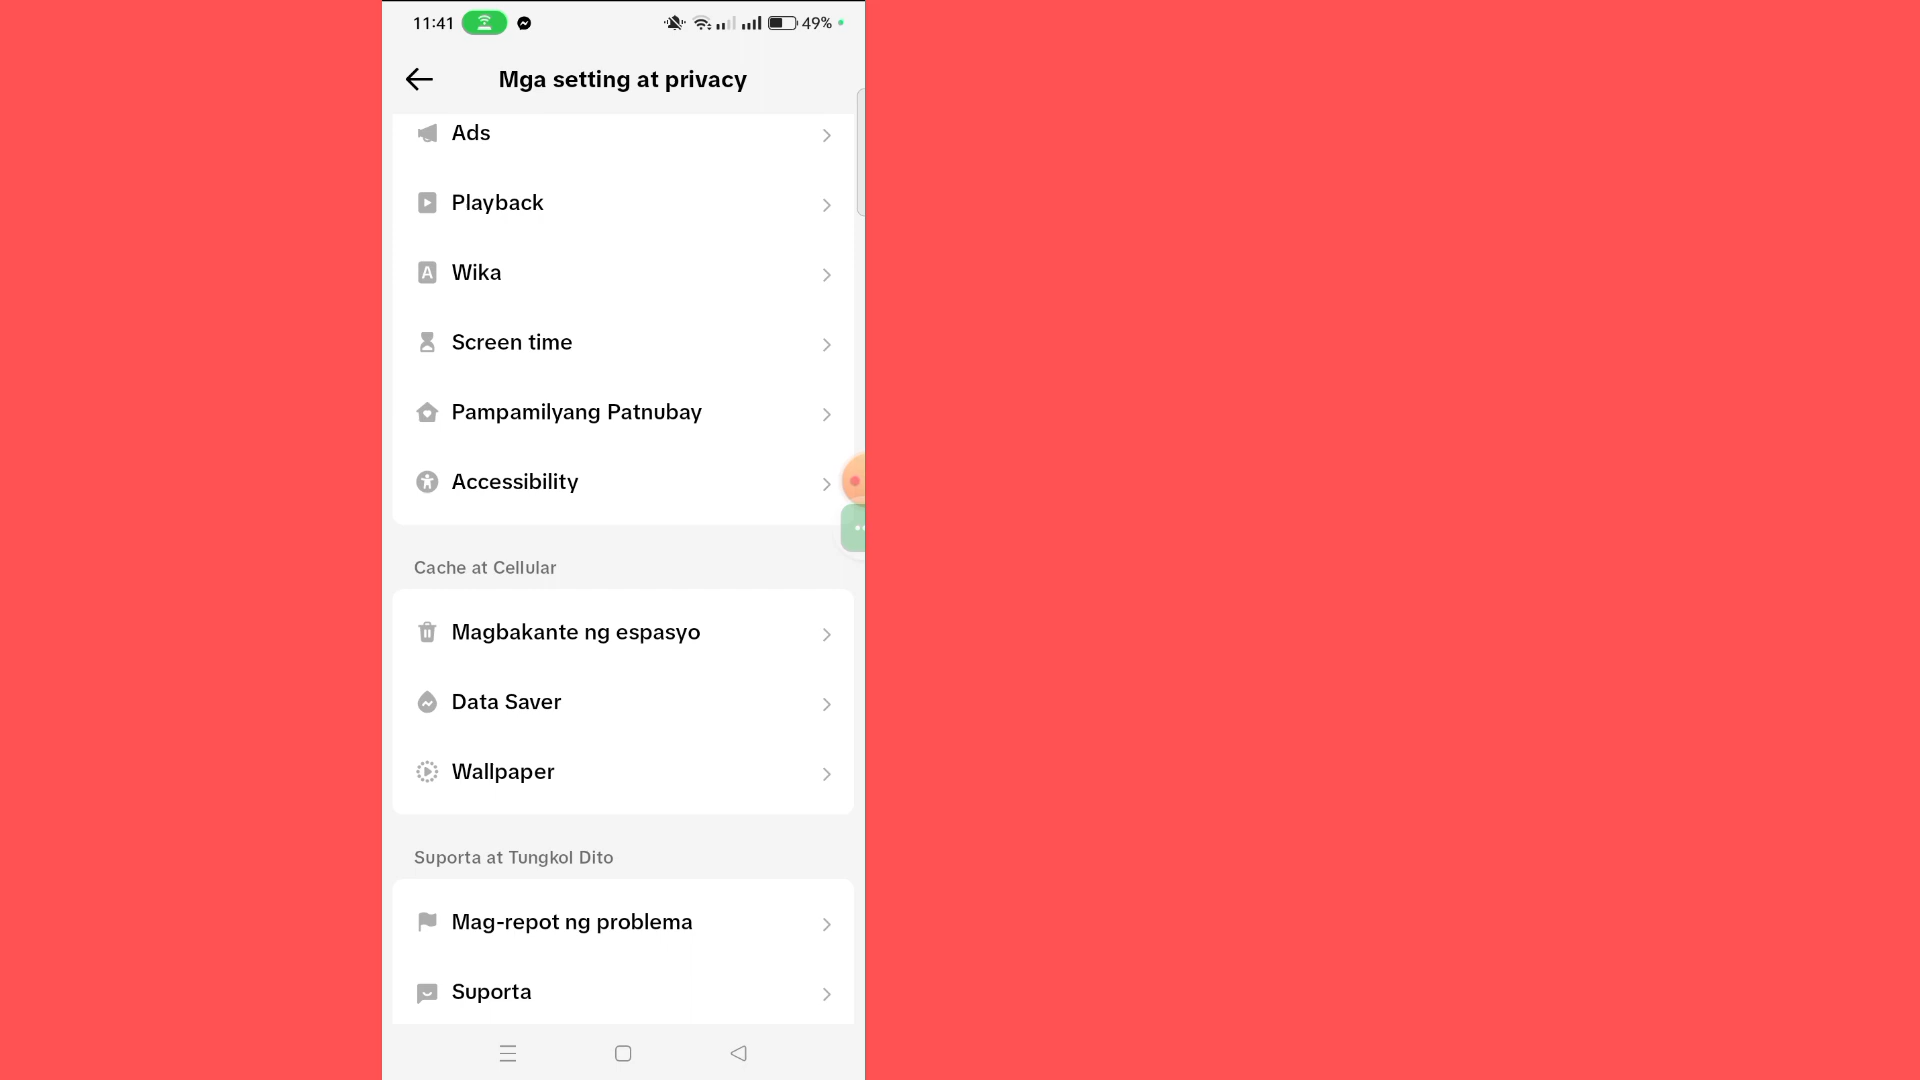 11:41
49%
Mga setting at privacy
Ads
Playback
Wika
Screen time
Pampamilyang Patnubay
Accessibility
Cache at Cellular
Magbakante ng espasyo
Data Saver
Wallpaper
Suporta at Tungkol Dito
Mag-repot ng problema
Suporta